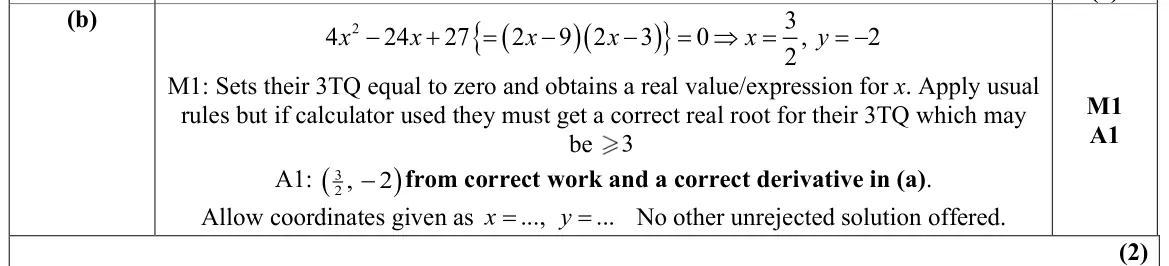 (b)
4x² − 24x + 27 {= (2x − 9)(2x − 3)} = 0 ⇒ x = 3/2, y = −2
M1: Sets their 3TQ equal to zero and obtains a real value/expression for x. Apply usual
rules but if calculator used they must get a correct real root for their 3TQ which may
be ⩾3
M1
A1
A1: (3/2, −2) from correct work and a correct derivative in (a).
Allow coordinates given as x = ..., y = ... No other unrejected solution offered.
(2)